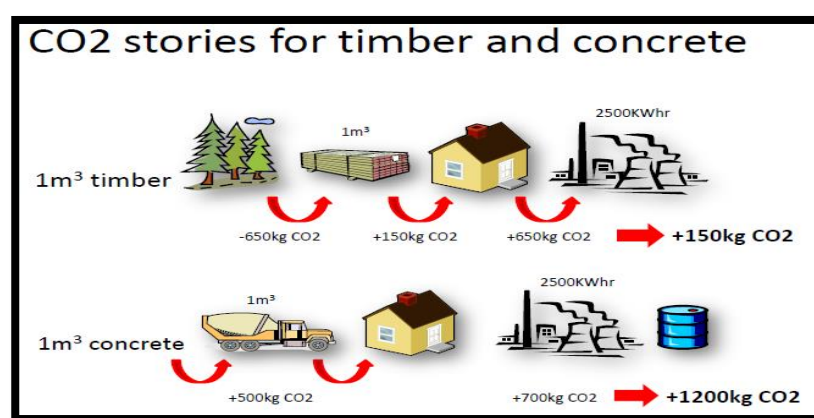 CO2 stories for timber and concrete
2500KWhr
1m³
1m³ timber
-650kg CO2 +150kg CO2 +650kg CO2 +150kg CO2
2500KWhr
1m³
1m³ concrete
+500kg CO2 +700kg CO2 +1200kg CO2